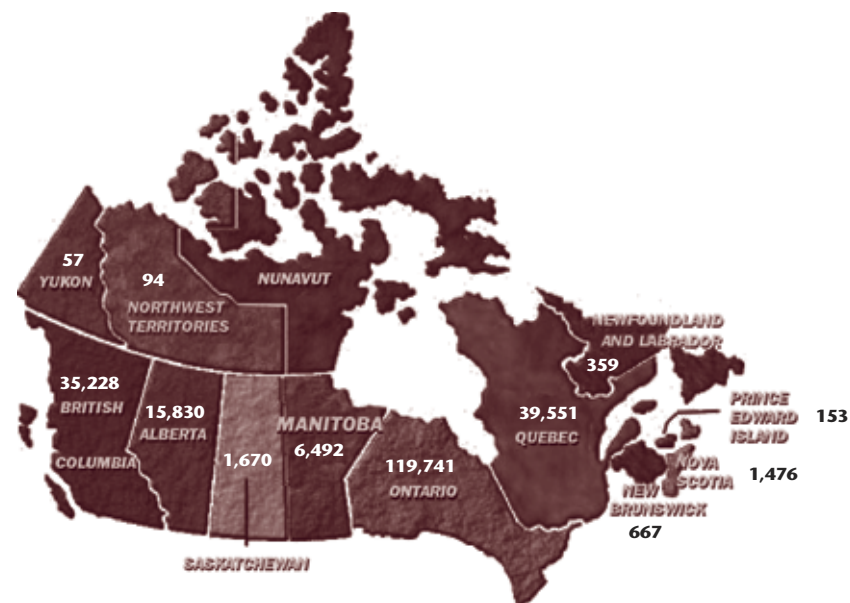 57
YUKON
94
NORTHWEST
TERRITORIES
NUNAVUT
NEWFOUNDLAND
AND LABRADOR
359
35,228
BRITISH
COLUMBIA
15,830
ALBERTA
1,670
SASKATCHEWAN
MANITOBA
6,492
119,741
ONTARIO
39,551
QUEBEC
PRINCE
EDWARD
ISLAND
153
NOVA
SCOTIA
1,476
NEW
BRUNSWICK
667